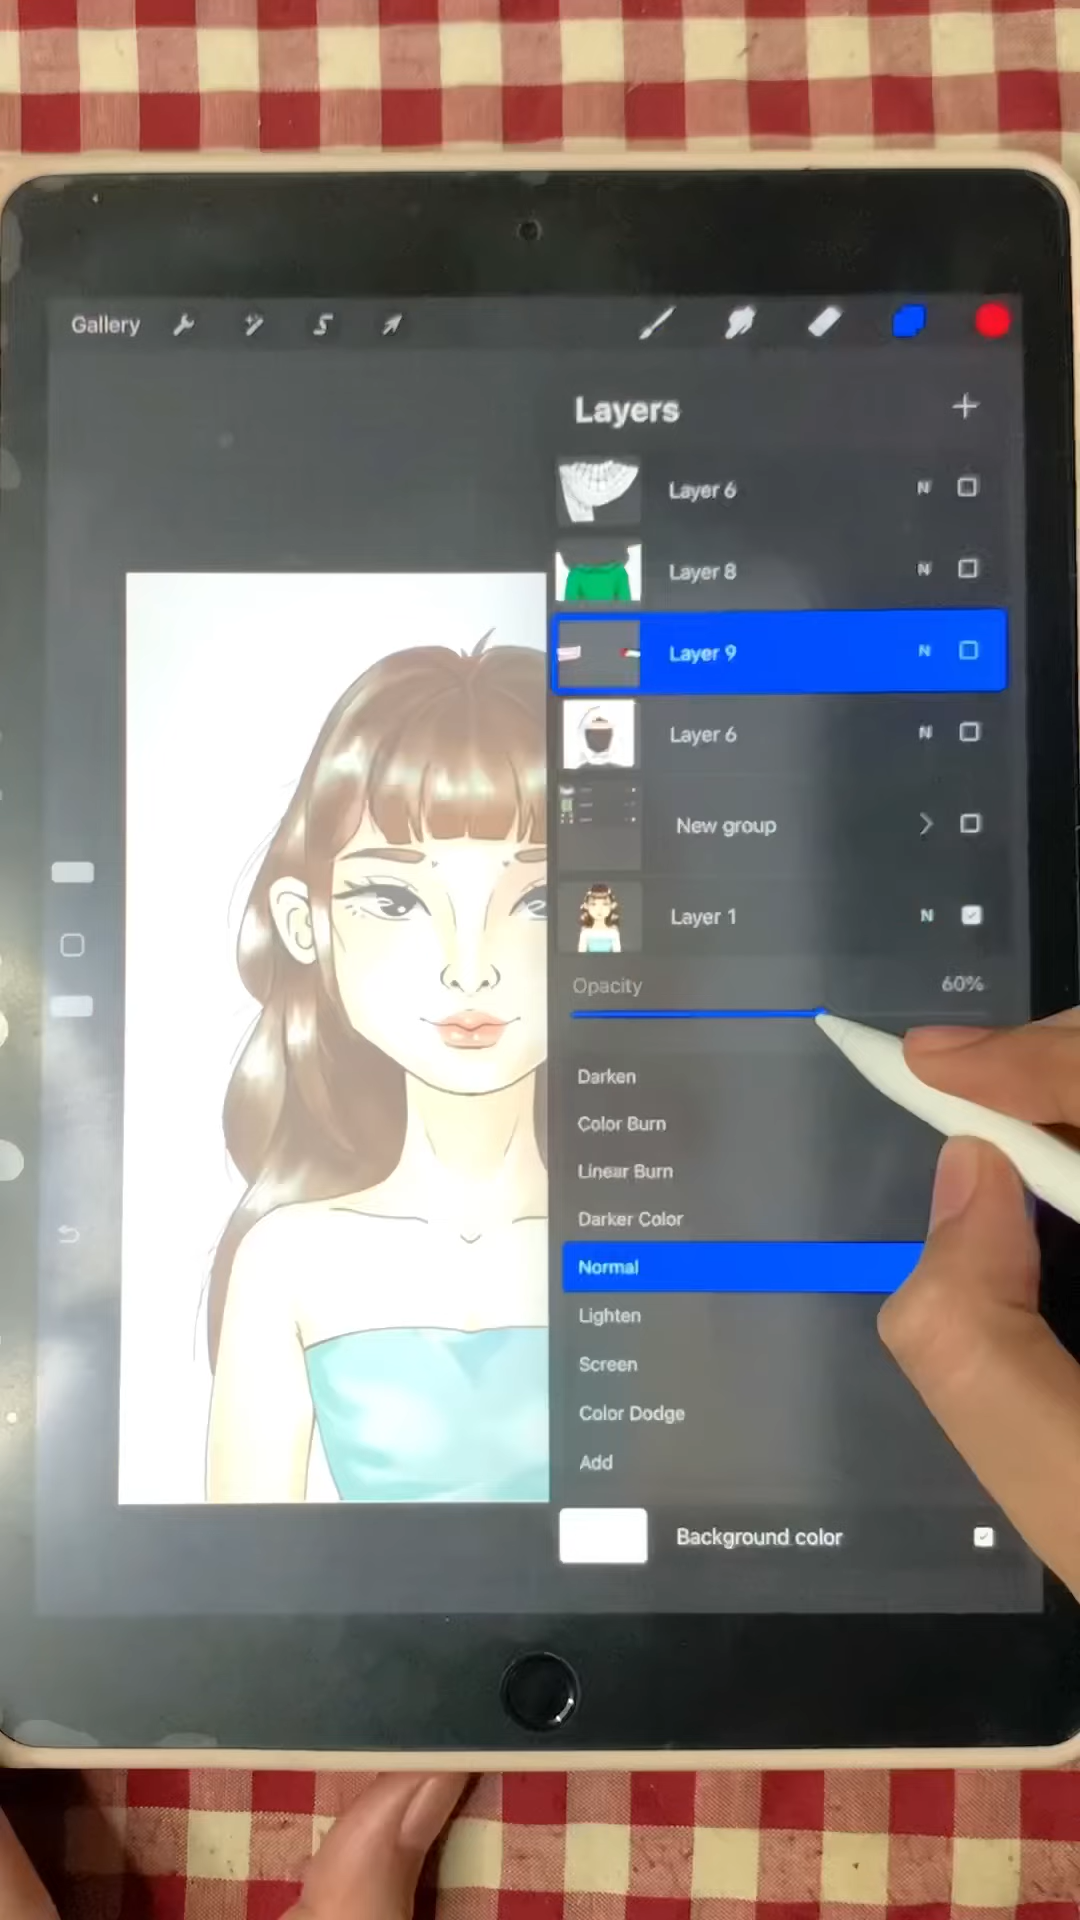 Gallery
Layers
Layer 6 N
Layer 8 N
Layer 9 N
Layer 6 N
New group
Layer 1 N
Opacity 60%
Darken
Color Burn
Linear Burn
Darker Color
Normal
Lighten
Screen
Color Dodge
Add
Background color